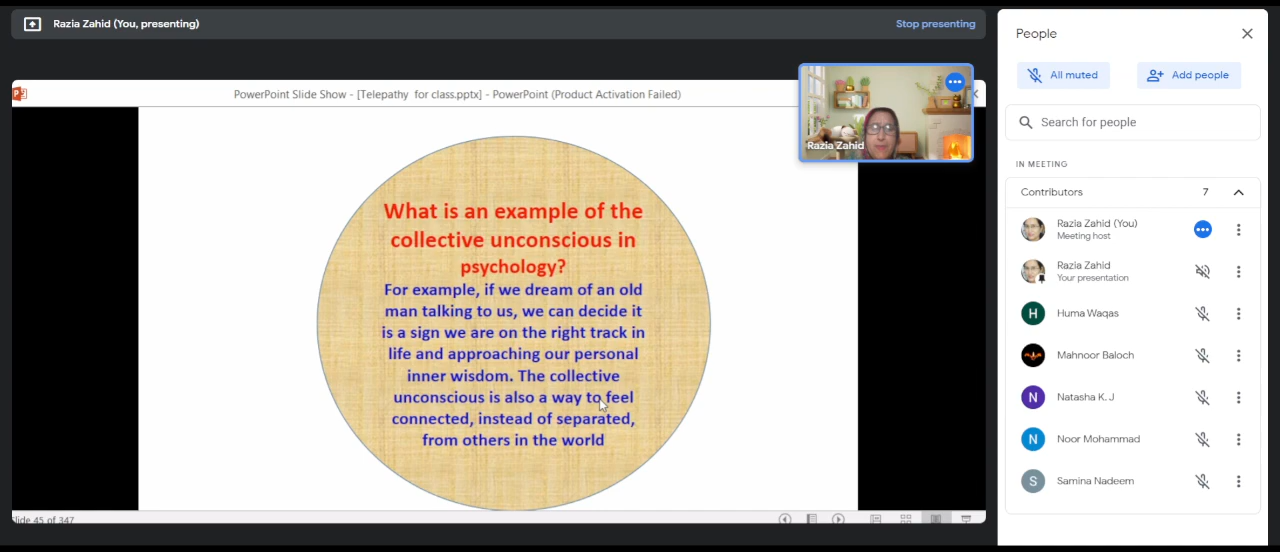 Razia Zahid (You, presenting)
Stop presenting
PowerPoint Slide Show - [Telepathy for class.pptx] - PowerPoint (Product Activation Failed)
Razia Zahid
What is an example of the
collective unconscious in
psychology?
For example, if we dream of an old
man talking to us, we can decide it
is a sign we are on the right track in
life and approaching our personal
inner wisdom. The collective
unconscious is also a way to feel
connected, instead of separated,
from others in the world
lide 45 of 347
People
All muted
Add people
Search for people
IN MEETING
Contributors 7
Razia Zahid (You)
Meeting host
Razia Zahid
Your presentation
H Huma Waqas
Mahnoor Baloch
N Natasha K. J
N Noor Mohammad
S Samina Nadeem